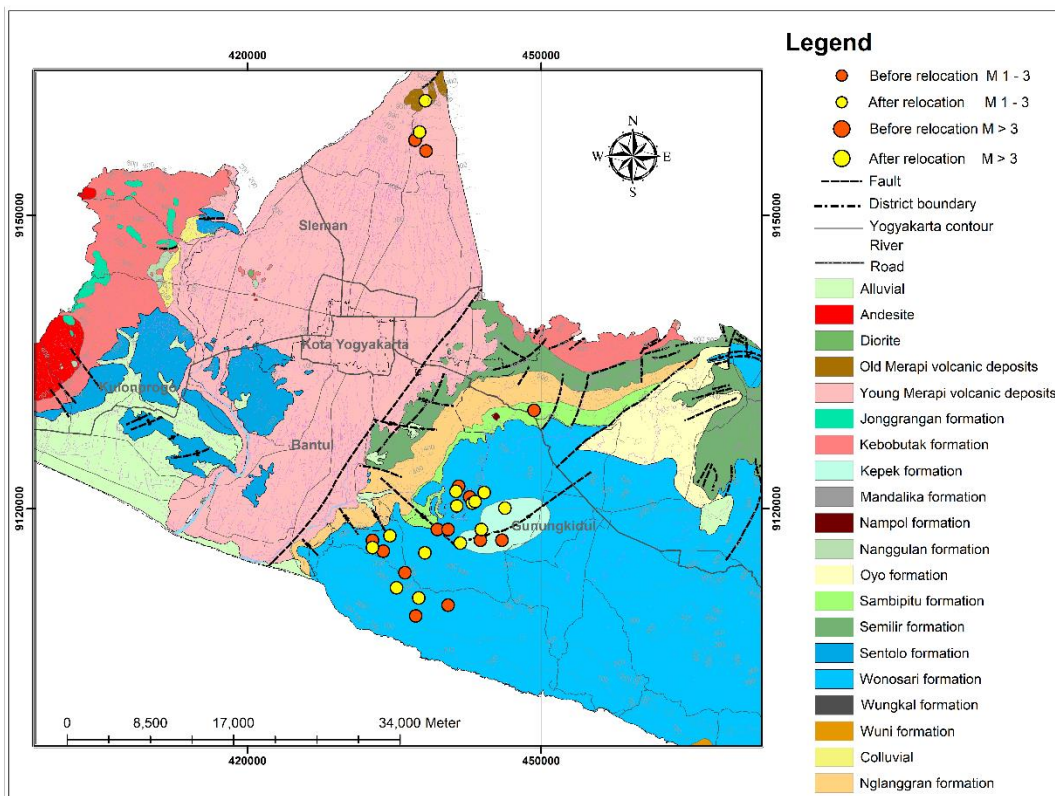 Legend
Before relocation M 1 - 3
After relocation M 1 - 3
Before relocation M > 3
After relocation M > 3
Fault
District boundary
Yogyakarta contour
River
Road
Alluvial
Andesite
Diorite
Old Merapi volcanic deposits
Young Merapi volcanic deposits
Jonggrangan formation
Kebobutak formation
Kepek formation
Mandalika formation
Nampol formation
Nanggulan formation
Oyo formation
Sambipitu formation
Semilir formation
Sentolo formation
Wonosari formation
Wungkal formation
Wuni formation
Colluvial
Nglanggran formation
420000
450000
N
W
E
S
9150000
9150000
Sleman
Kota Yogyakarta
Kulonprogo
Bantul
9120000
9120000
Gunungkidul
0
8,500
17,000
34,000 Meter
420000
450000